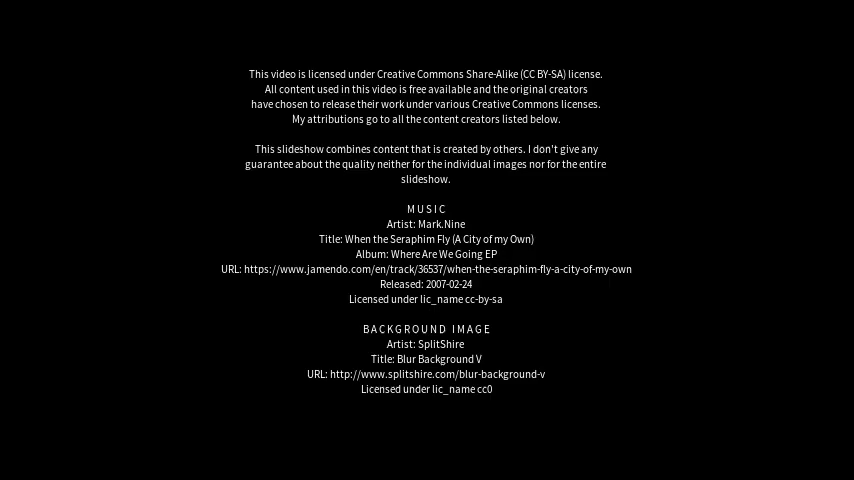 This video is licensed under Creative Commons Share-Alike (CC BY-SA) license.
All content used in this video is free available and the original creators
have chosen to release their work under various Creative Commons licenses.
My attributions go to all the content creators listed below.
This slideshow combines content that is created by others. I don't give any
guarantee about the quality neither for the individual images nor for the entire
slideshow.
MUSIC
Artist: Mark.Nine
Title: When the Seraphim Fly (A City of my Own)
Album: Where Are We Going EP
URL: https://www.jamendo.com/en/track/36537/when-the-seraphim-fly-a-city-of-my-own
Released: 2007-02-24
Licensed under lic_name cc-by-sa
BACKGROUND IMAGE
Artist: SplitShire
Title: Blur Background V
URL: http://www.splitshire.com/blur-background-v
Licensed under lic_name cc0